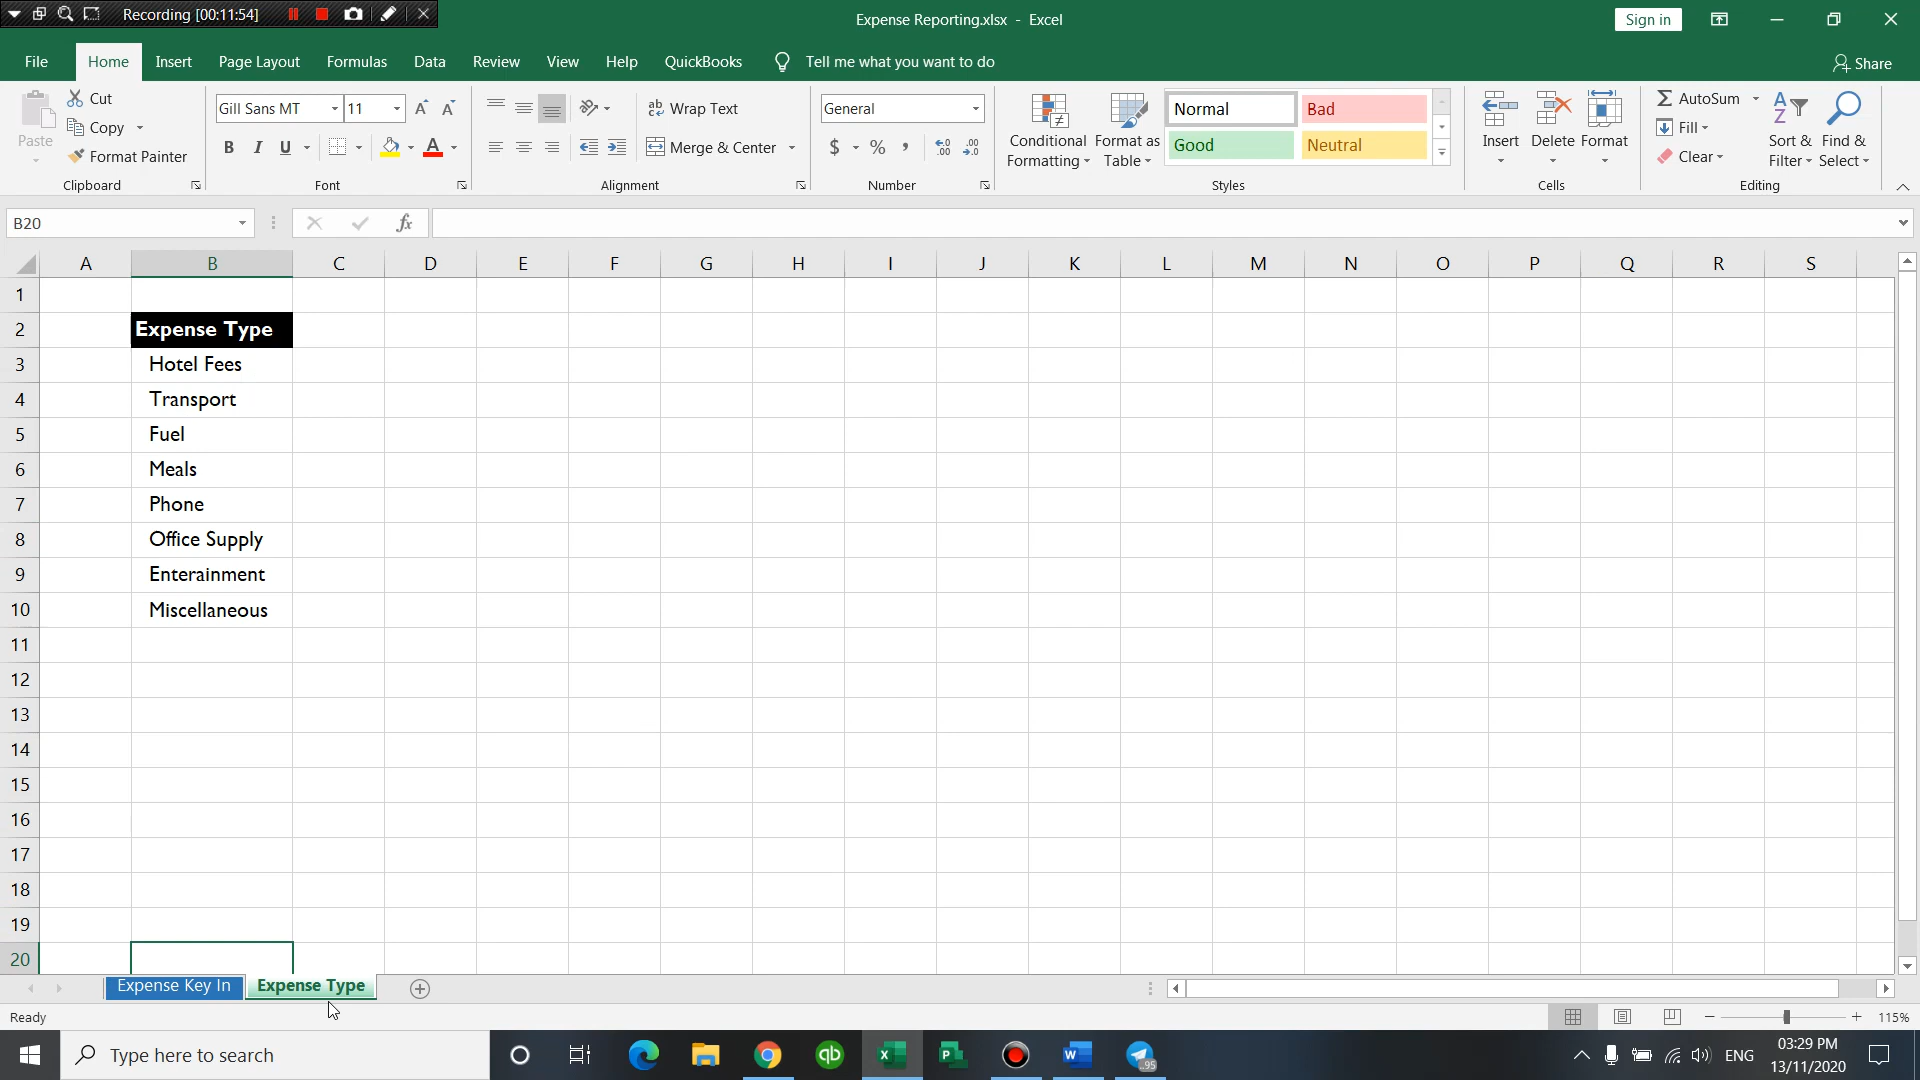 Recording [00:11:54]
Expense Reporting.xlsx - Excel
Sign in
File Home Insert Page Layout Formulas Data Review View Help QuickBooks Tell me what you want to do Share
Paste
Cut
Copy
Format Painter
Clipboard
Gill Sans MT 11
B I U
Font
Wrap Text
Merge & Center
Alignment
General
$ % ,
Number
Conditional Formatting
Format as Table
Normal Bad
Good Neutral
Styles
Insert Delete Format
Cells
AutoSum
Fill
Clear
Sort & Filter
Find & Select
Editing
B20 fx
A B C D E F G H I J K L M N O P Q R S
1
2 Expense Type
3 Hotel Fees
4 Transport
5 Fuel
6 Meals
7 Phone
8 Office Supply
9 Enterainment
10 Miscellaneous
11
12
13
14
15
16
17
18
19
20
Expense Key In Expense Type
Ready 115%
Type here to search
..95
ENG
03:29 PM
13/11/2020